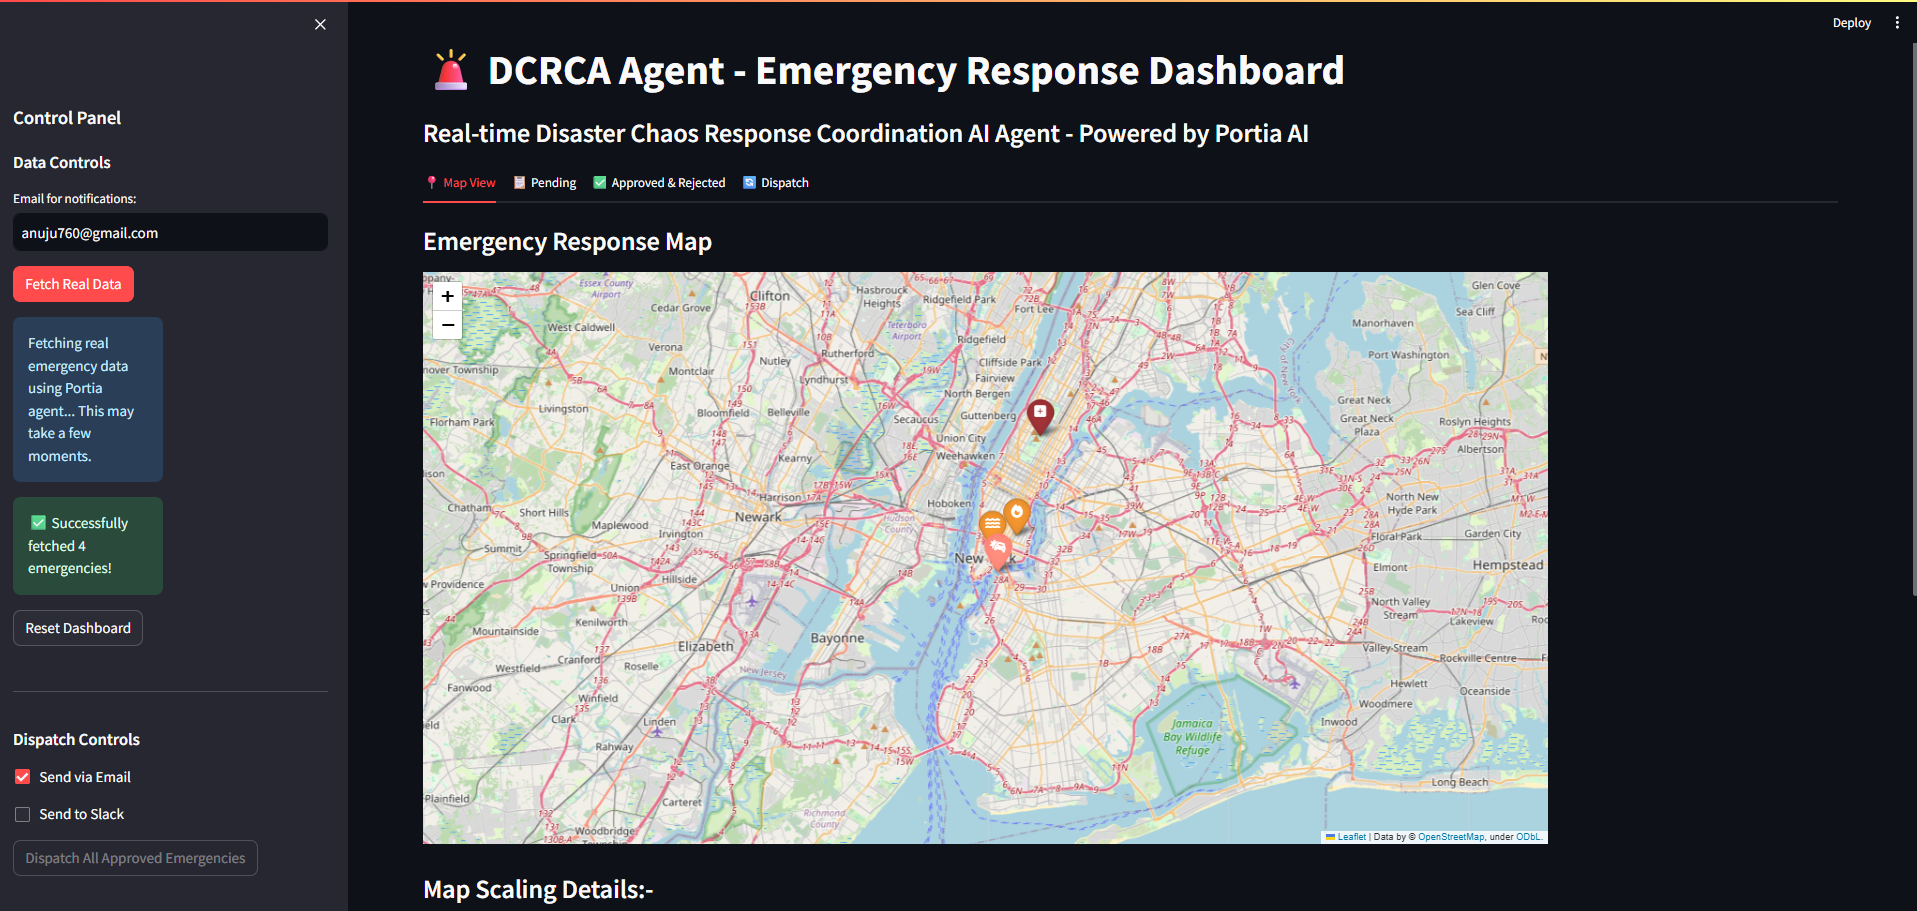 Deploy
Control Panel
Data Controls
Email for notifications:
anuju760@gmail.com
Fetch Real Data
Fetching real
emergency data
using Portia
agent... This may
take a few
moments.
✅ Successfully
fetched 4
emergencies!
Reset Dashboard
Dispatch Controls
Send via Email
Send to Slack
Dispatch All Approved Emergencies
DCRCA Agent - Emergency Response Dashboard
Real-time Disaster Chaos Response Coordination AI Agent - Powered by Portia AI
Map View
Pending
Approved & Rejected
Dispatch
Emergency Response Map
+
−
Essex County
Airport
Clifton
Hasbrouck
Heights
Ridgefield Park
Fort Lee
Glen Cove
Sea Cliff
Cedar Grove
West Caldwell
Teterboro
Airport
Manorhaven
Verona
Nutley
Rutherford
Ridgefield
Cliffside Park
Fairview
Port Washington
Montclair
Lyndhurst
North Bergen
Livingston
Bloomfield
Belleville
Guttenberg
Great Neck
Great Neck
Plaza
Florham Park
Secaucus
Union City
Roslyn Heights
Albertson
East Orange
Kearny
Weehawken
Harrison
Hoboken
North New
Hyde Park
Chatham
Short Hills
Maplewood
Newark
Hudson
County
Irvington
Floral Park
Garden City
Summit
Springfield
Township
Hillside
Union
Elmont
Hempstead
New Providence
North Valley
Stream
Lakeview
Kenilworth
Mountainside
Elizabeth
Bayonne
New Jersey
Valley Stream
Rockville Centre
Westfield
Cranford
Roselle
Hewlett
Oceanside
Fanwood
Winfield
Woodmere
Clark
Linden
Inwood
Jamaica
Bay Wildlife
Refuge
Rahway
Long Beach
Plainfield
Carteret
Richmond
County
Woodbridge
Leaflet | Data by © OpenStreetMap, under ODbL.
Map Scaling Details:-